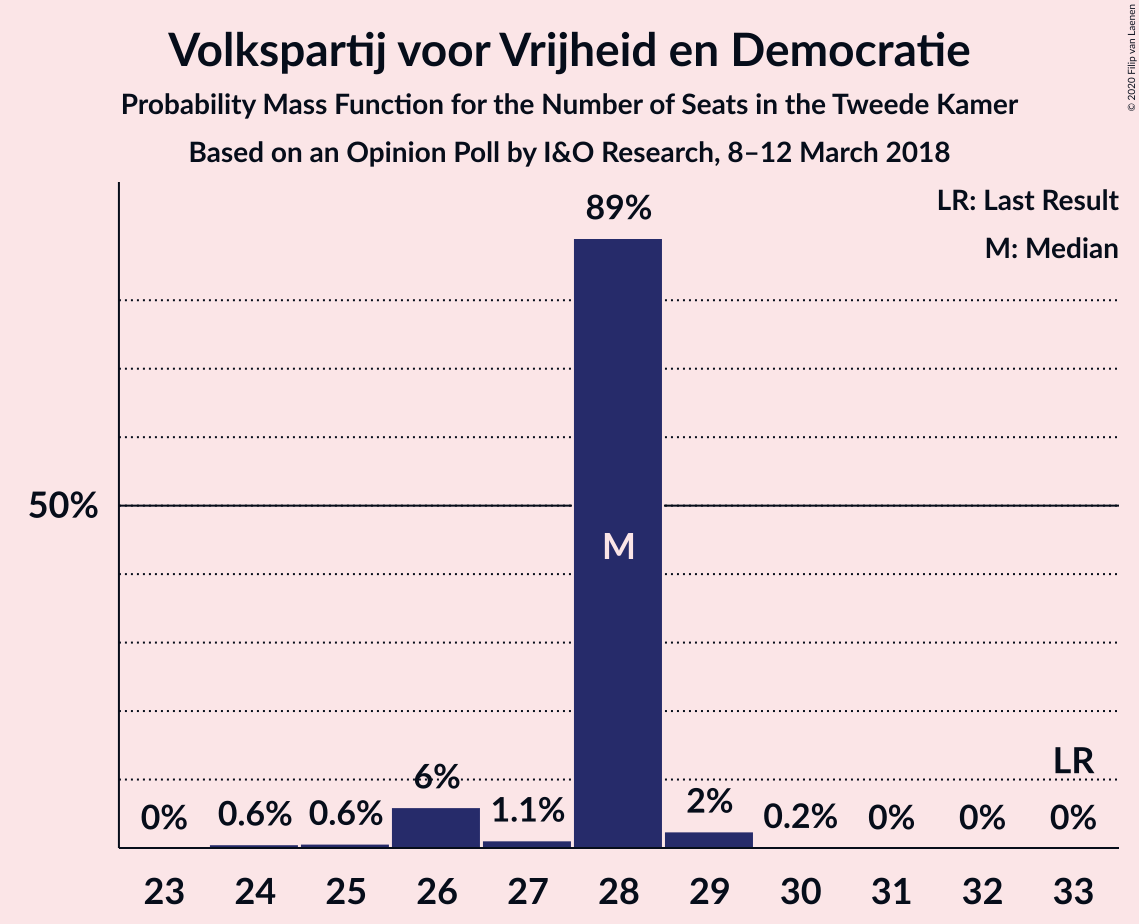 Volkspartij voor Vrijheid en Democratie
Probability Mass Function for the Number of Seats in the Tweede Kamer
Based on an Opinion Poll by I&O Research, 8–12 March 2018
© 2020 Filip van Laenen
LR: Last Result
M: Median
89%
50%
M
LR
0%
0.6%
0.6%
6%
1.1%
2%
0.2%
0%
0%
0%
23
24
25
26
27
28
29
30
31
32
33